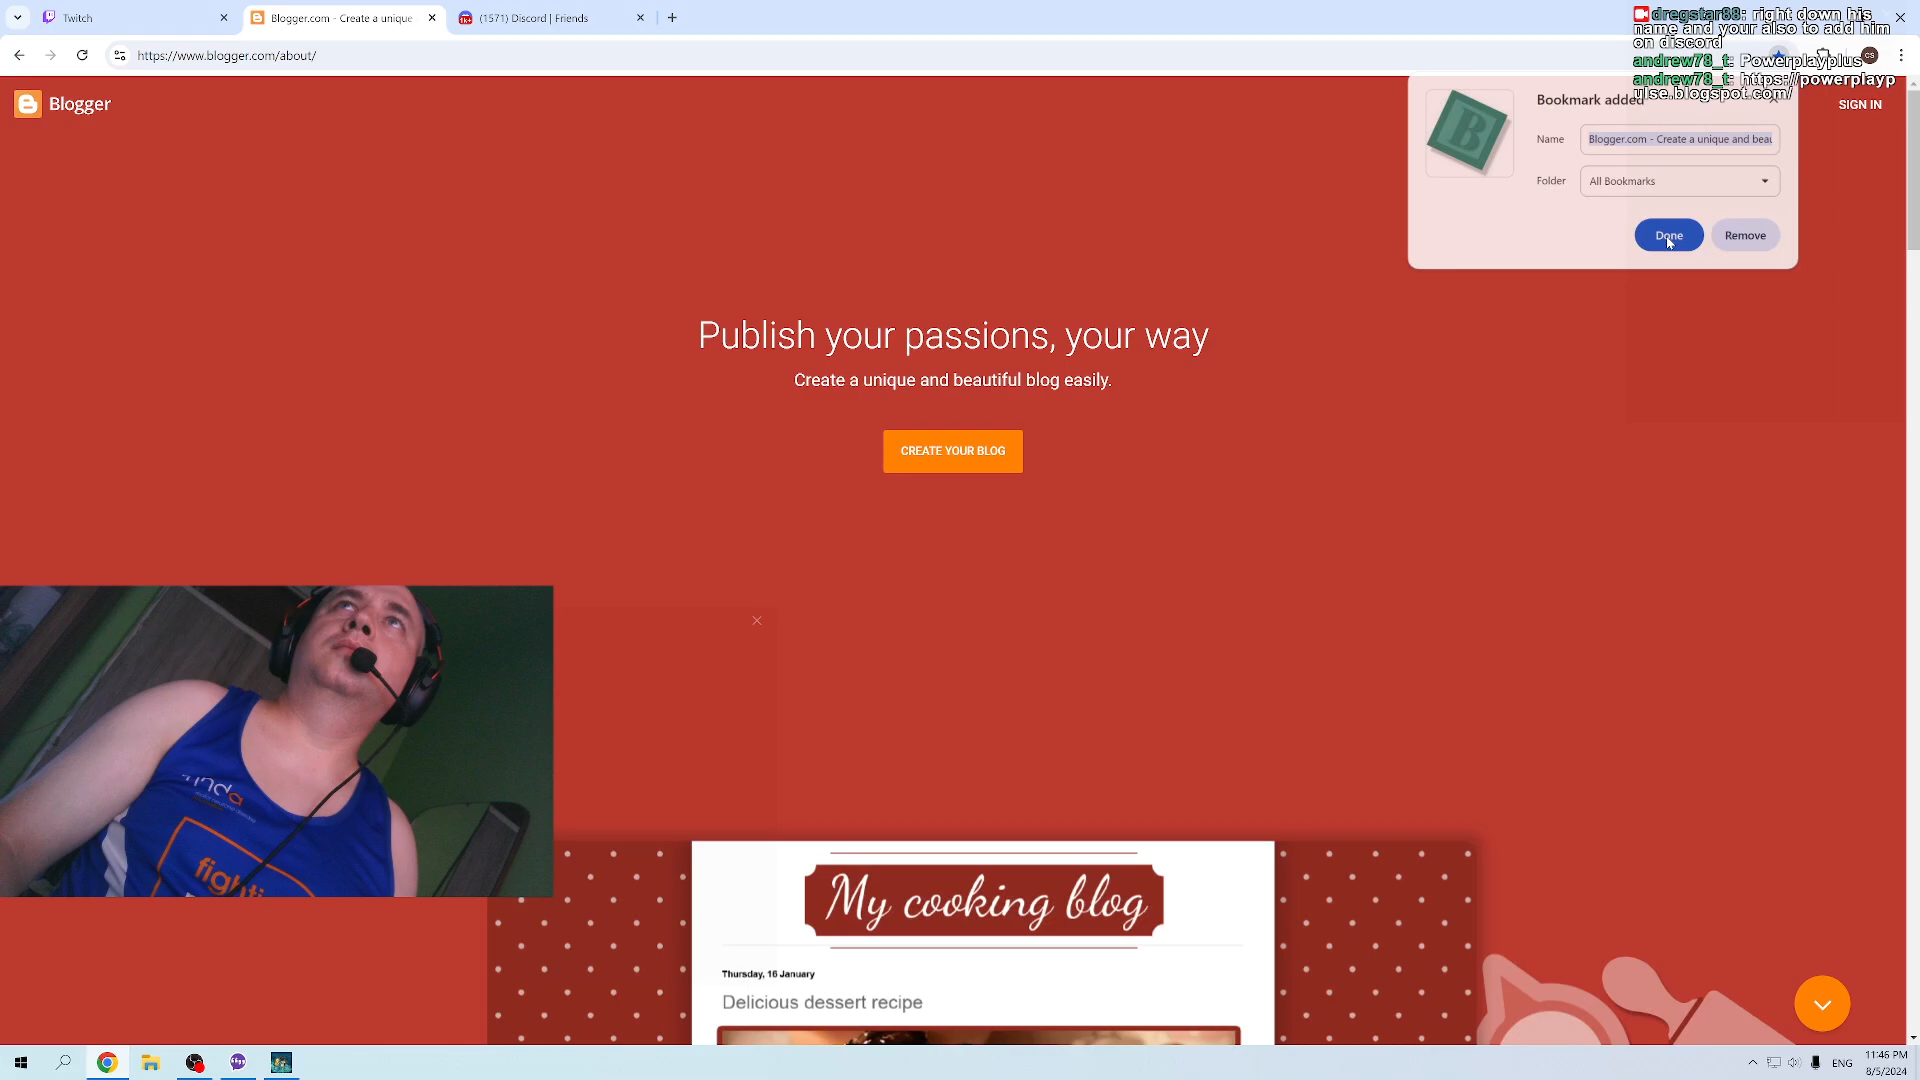 Twitch
Blogger.com - Create a unique
(1571) Discord | Friends
https://www.blogger.com/about/
dregstar88: right down his
name and your also to add him
on discord
andrew78_t: Powerplayplus
andrew78_t: https://powerplayp
ulse.blogspot.com/
Blogger
SIGN IN
Bookmark added
Name
Blogger.com - Create a unique and beau
Folder
All Bookmarks
Done
Remove
Publish your passions, your way
Create a unique and beautiful blog easily.
CREATE YOUR BLOG
My cooking blog
Thursday, 16 January
Delicious dessert recipe
ENG
11:46 PM
8/5/2024